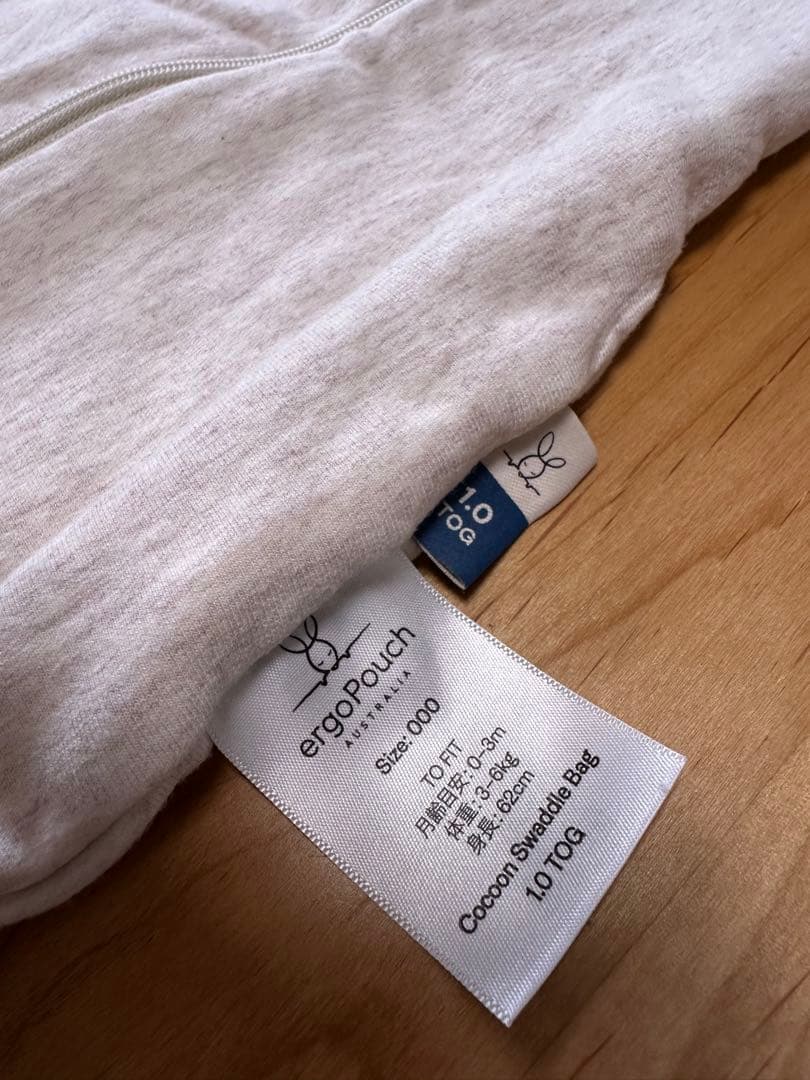 1.0
TOG
ergoPouch
AUSTRALIA
Size: 000
TO FIT
月齢目安: 0-3m
体重: 3-6kg
身長: 62cm
Cocoon Swaddle Bag
1.0 TOG